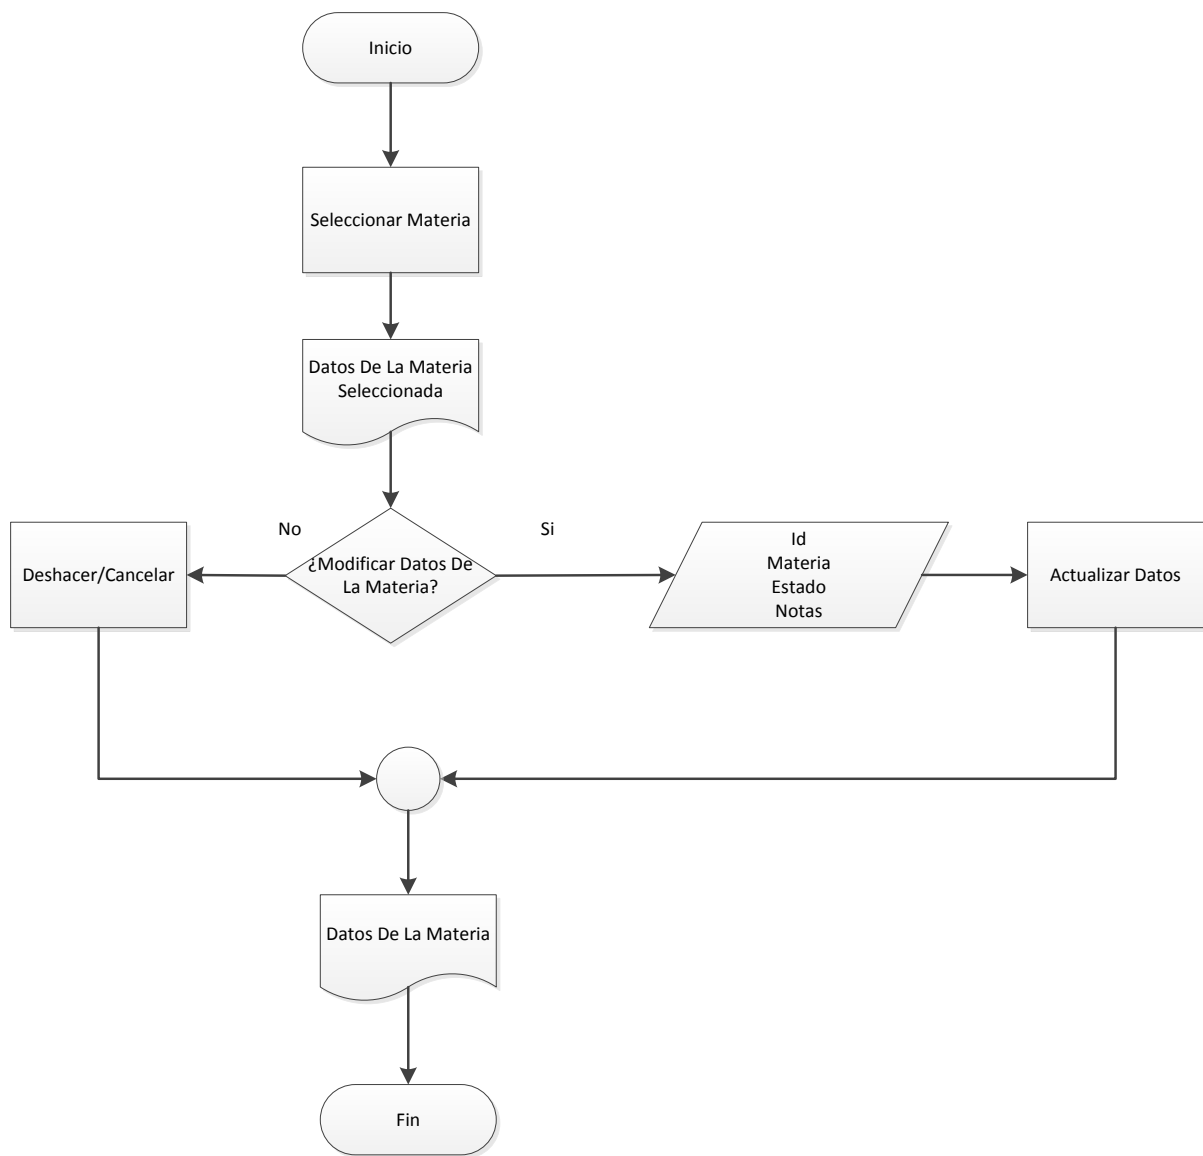 Inicio
Seleccionar Materia
Datos De La Materia
Seleccionada
No
Si
¿Modificar Datos De
La Materia?
Deshacer/Cancelar
Id
Materia
Estado
Notas
Actualizar Datos
Datos De La Materia
Fin